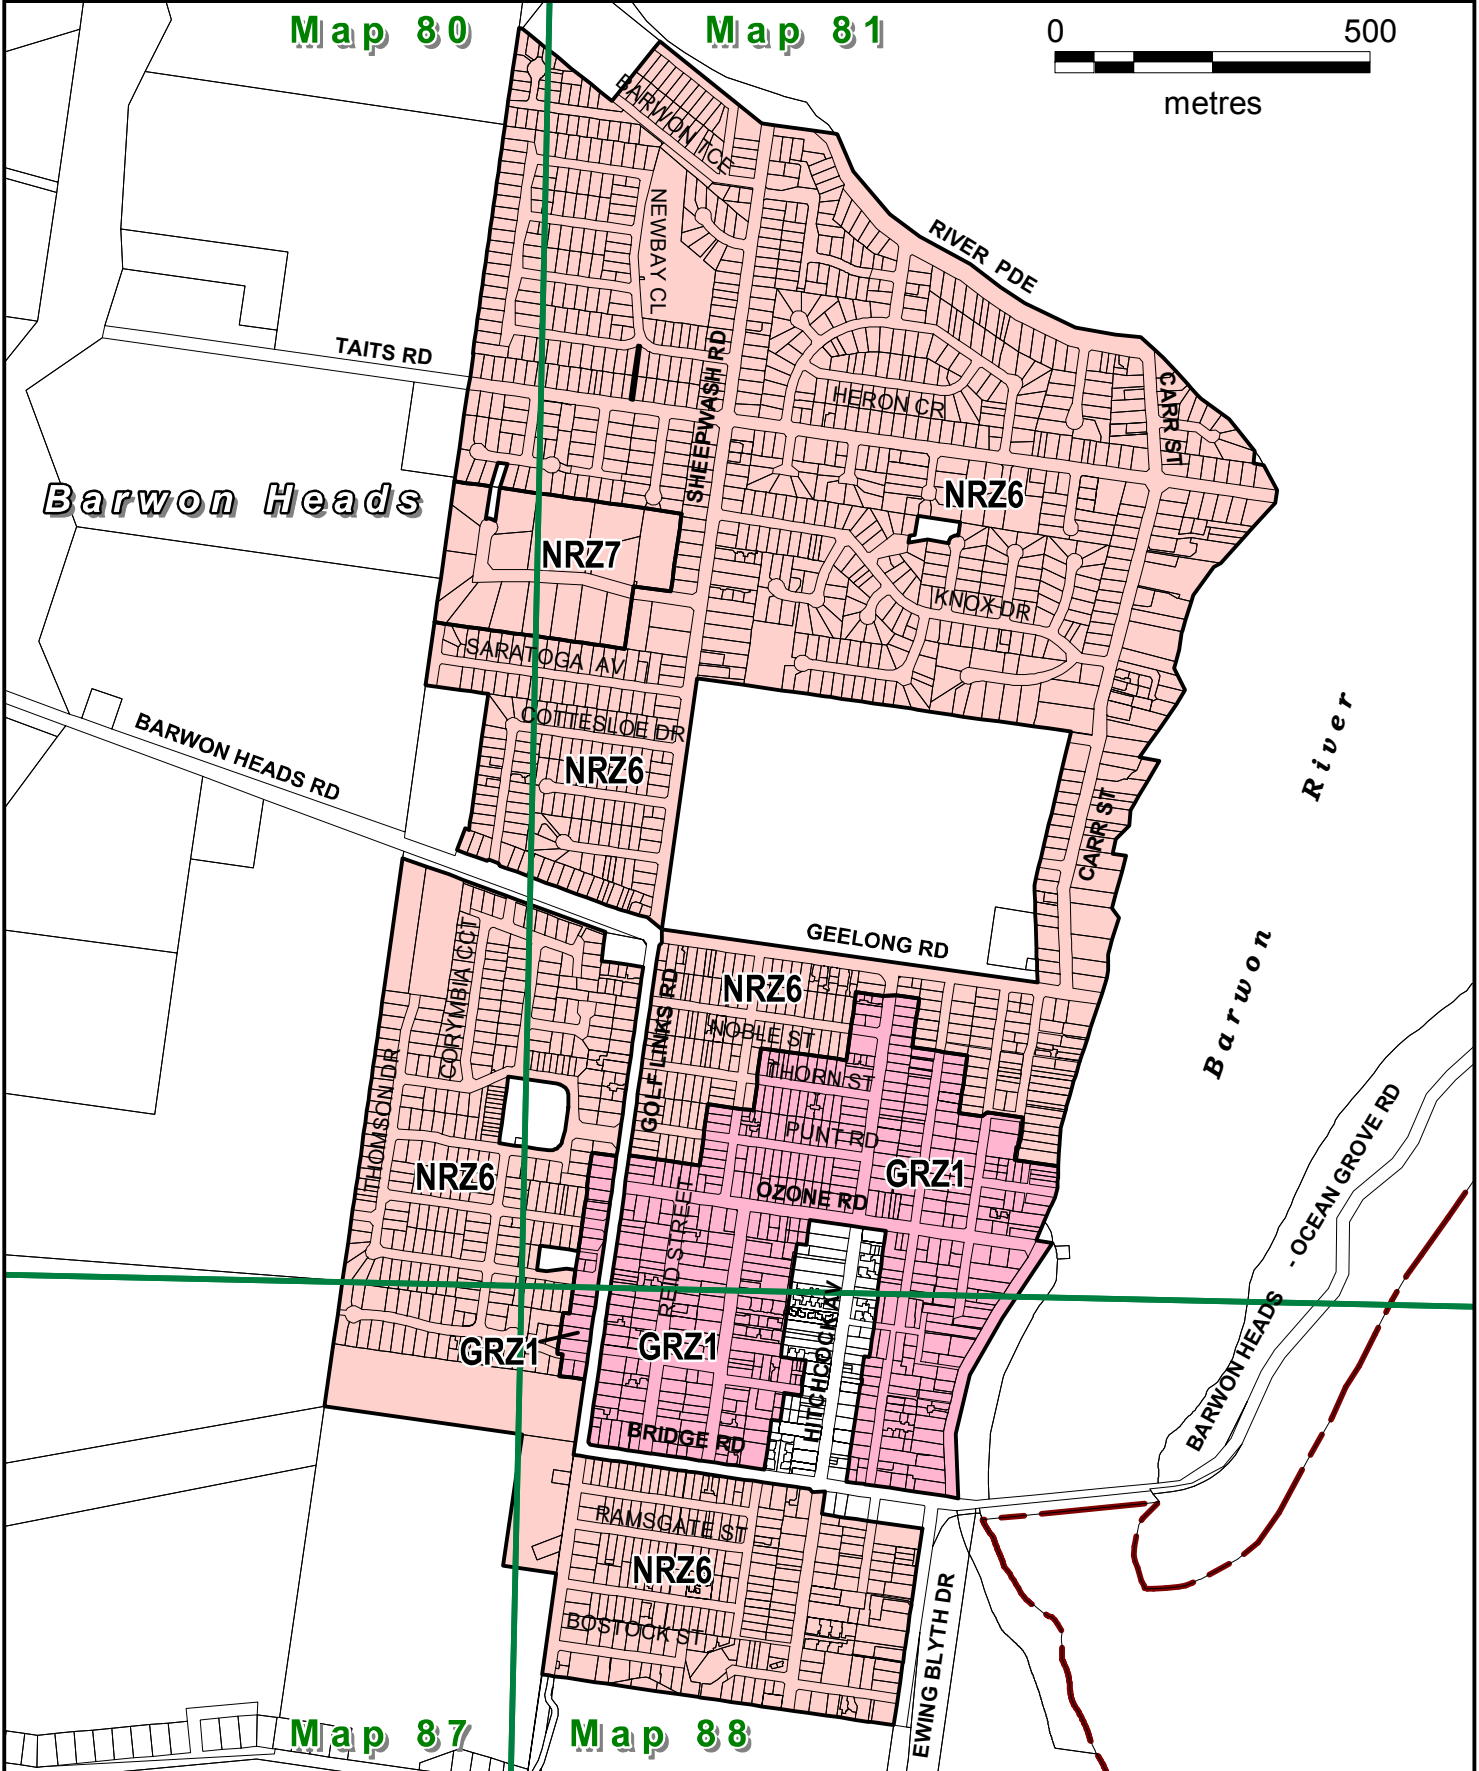 Map 80
Map 81
0 500
metres
BARWON TCE
NEWBAY CL
RIVER PDE
TAITS RD
SHEEPWASH RD
HERON CR
CARR ST
Barwon Heads
NRZ6
NRZ7
KNOX DR
SARATOGA AV
COTTESLOE DR
BARWON HEADS RD
NRZ6
River
CARR ST
GEELONG RD
CORYMBIA CCT
GOLF LINKS RD
NRZ6
NOBLE ST
Barwon
THORN ST
THOMSON DR
PUNT RD
NRZ6
GRZ1
OZONE RD
REID STREET
BARWON HEADS - OCEAN GROVE RD
HITCHCOCK AV
GRZ1
GRZ1
BRIDGE RD
RAMSGATE ST
NRZ6
BOSTOCK ST
EWING BLYTH DR
Map 87
Map 88